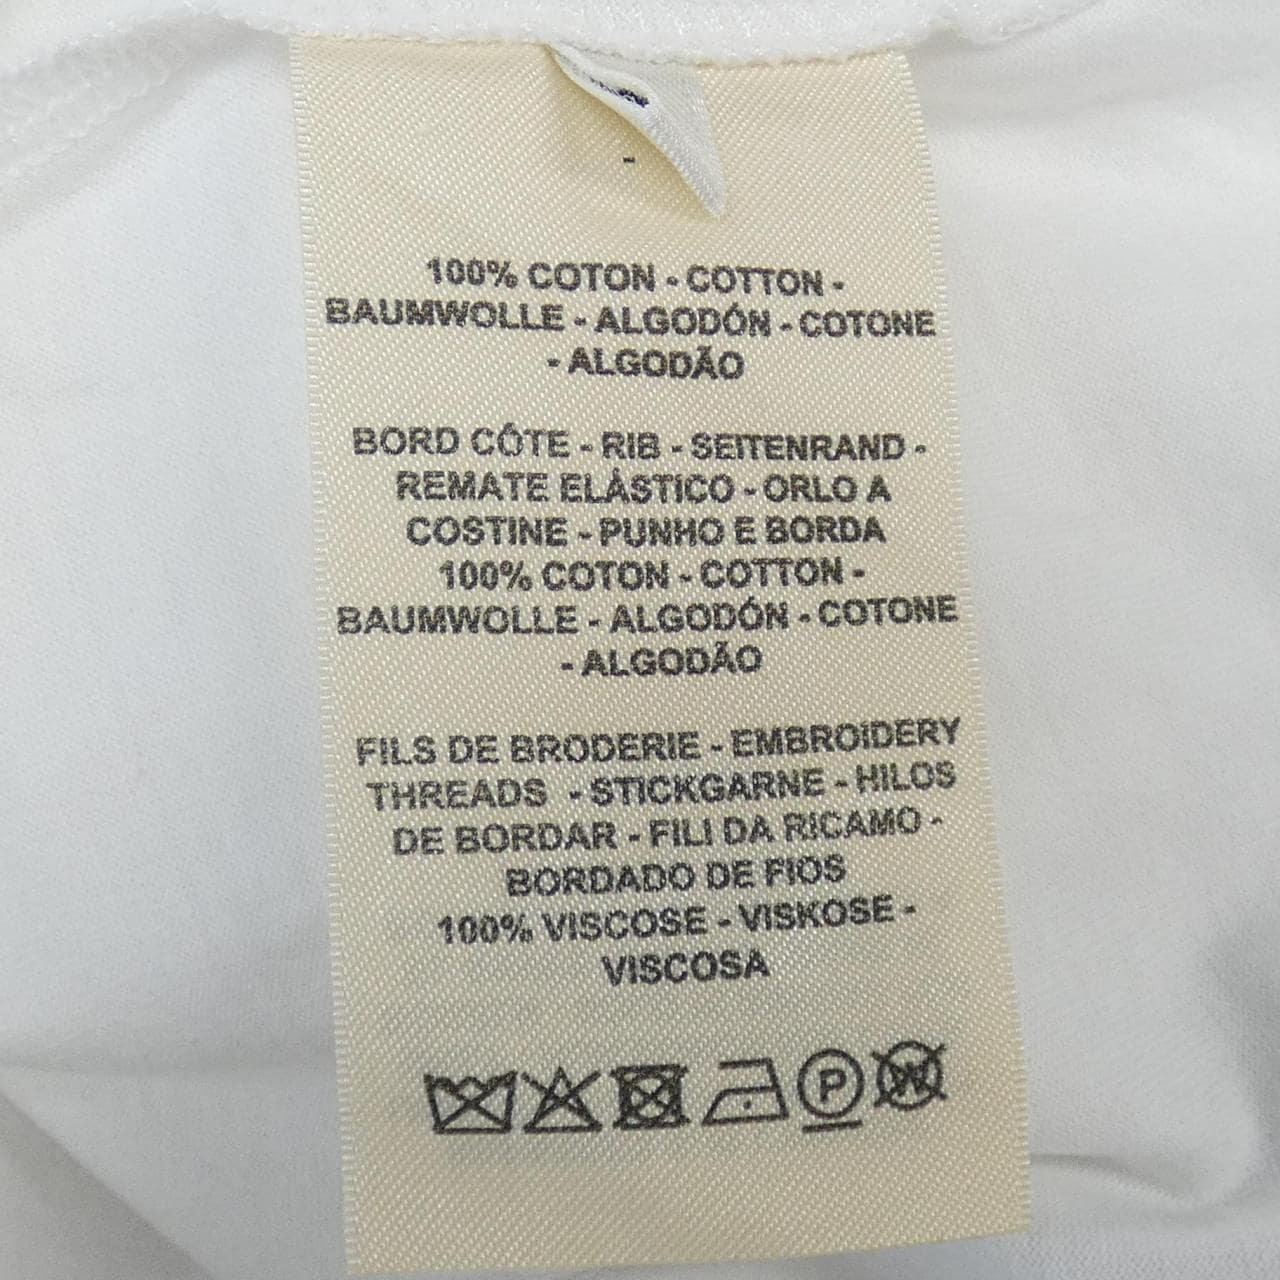 -
100% COTON - COTTON -
BAUMWOLLE - ALGODÓN - COTONE
- ALGODÃO
BORD CÔTE - RIB - SEITENRAND -
REMATE ELÁSTICO - ORLO A
COSTINE - PUNHO E BORDA
100% COTON - COTTON -
BAUMWOLLE - ALGODÓN - COTONE
- ALGODÃO
FILS DE BRODERIE - EMBROIDERY
THREADS - STICKGARNE - HILOS
DE BORDAR - FILI DA RICAMO -
BORDADO DE FIOS
100% VISCOSE - VISKOSE -
VISCOSA
P W